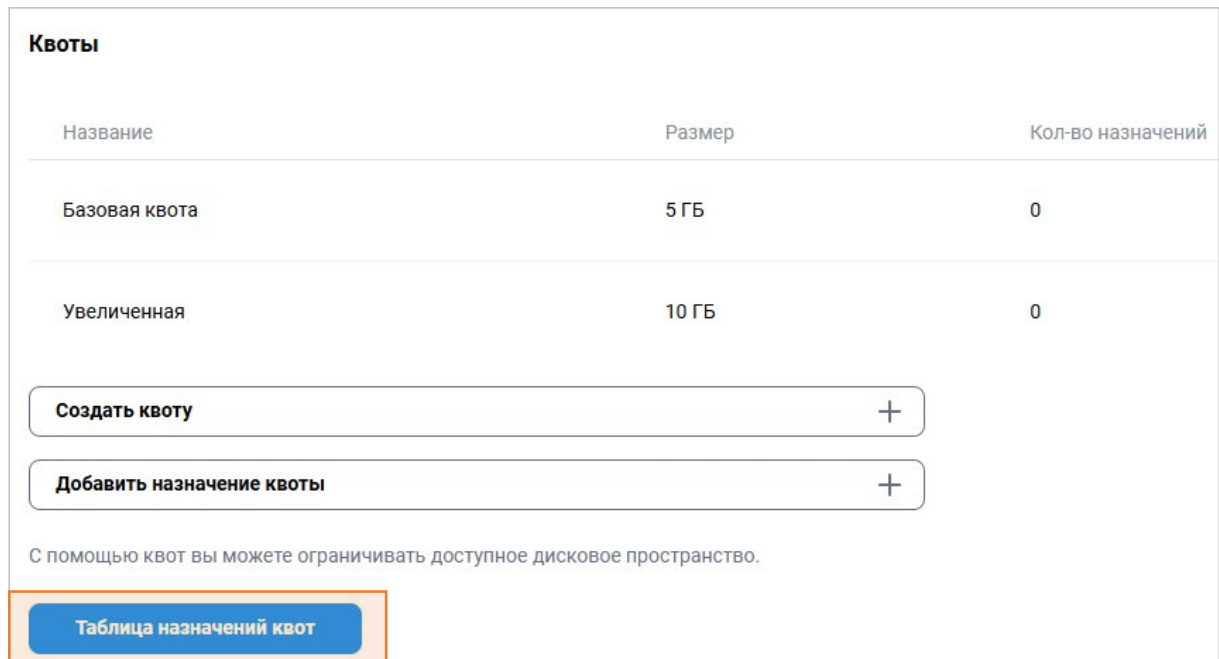 Квоты
Название Размер Кол-во назначений
Базовая квота 5 ГБ 0
Увеличенная 10 ГБ 0
Создать квоту
Добавить назначение квоты
С помощью квот вы можете ограничивать доступное дисковое пространство.
Таблица назначений квот